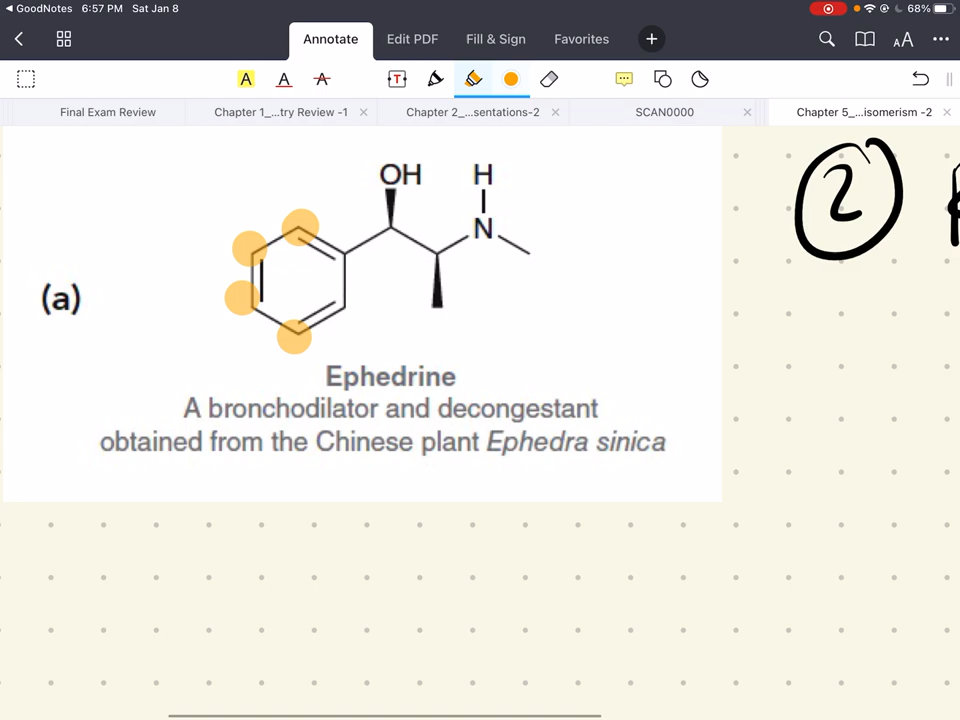 GoodNotes 6:57 PM Sat Jan 8 68%
Annotate Edit PDF Fill & Sign Favorites
AA
A A A T
Final Exam Review Chapter 1_...try Review -1 Chapter 2_...sentations-2 SCAN0000 Chapter 5_...isomerism -2
OH H
N
2
(a)
Ephedrine
A bronchodilator and decongestant
obtained from the Chinese plant Ephedra sinica